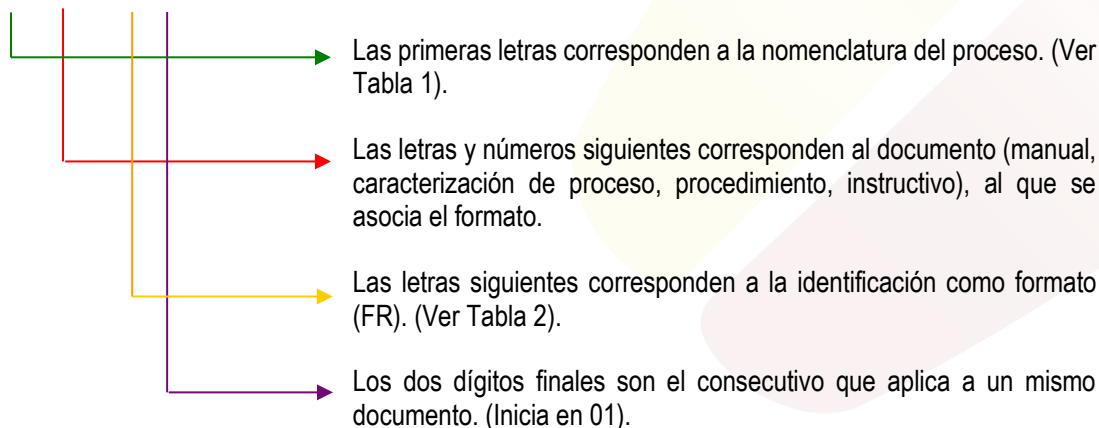 Las primeras letras corresponden a la nomenclatura del proceso. (Ver
Tabla 1).
Las letras y números siguientes corresponden al documento (manual,
caracterización de proceso, procedimiento, instructivo), al que se
asocia el formato.
Las letras siguientes corresponden a la identificación como formato
(FR). (Ver Tabla 2).
Los dos dígitos finales son el consecutivo que aplica a un mismo
documento. (Inicia en 01).